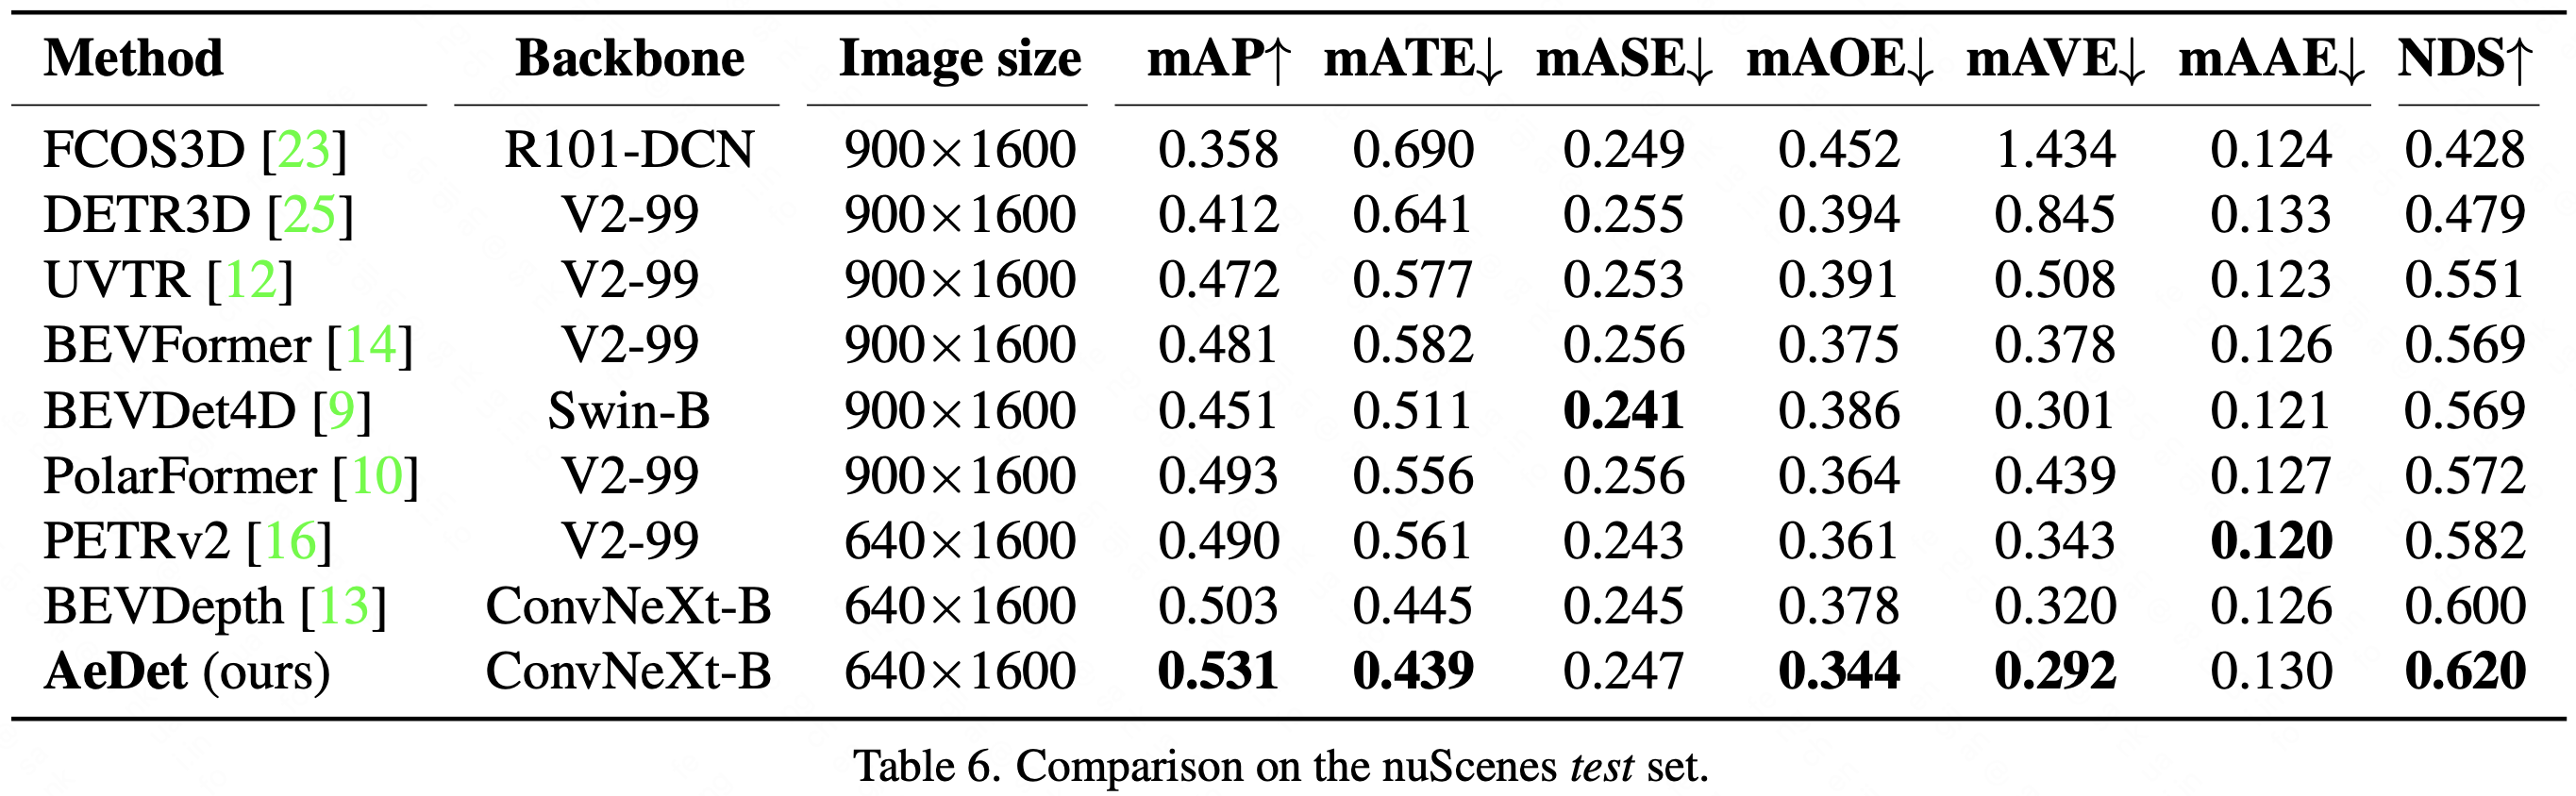 Method Backbone Image size mAP↑ mATE↓ mASE↓ mAOE↓ mAVE↓ mAAE↓ NDS↑
FCOS3D [23] R101-DCN 900×1600 0.358 0.690 0.249 0.452 1.434 0.124 0.428
DETR3D [25] V2-99 900×1600 0.412 0.641 0.255 0.394 0.845 0.133 0.479
UVTR [12] V2-99 900×1600 0.472 0.577 0.253 0.391 0.508 0.123 0.551
BEVFormer [14] V2-99 900×1600 0.481 0.582 0.256 0.375 0.378 0.126 0.569
BEVDet4D [9] Swin-B 900×1600 0.451 0.511 0.241 0.386 0.301 0.121 0.569
PolarFormer [10] V2-99 900×1600 0.493 0.556 0.256 0.364 0.439 0.127 0.572
PETRv2 [16] V2-99 640×1600 0.490 0.561 0.243 0.361 0.343 0.120 0.582
BEVDepth [13] ConvNeXt-B 640×1600 0.503 0.445 0.245 0.378 0.320 0.126 0.600
AeDet (ours) ConvNeXt-B 640×1600 0.531 0.439 0.247 0.344 0.292 0.130 0.620
Table 6. Comparison on the nuScenes test set.